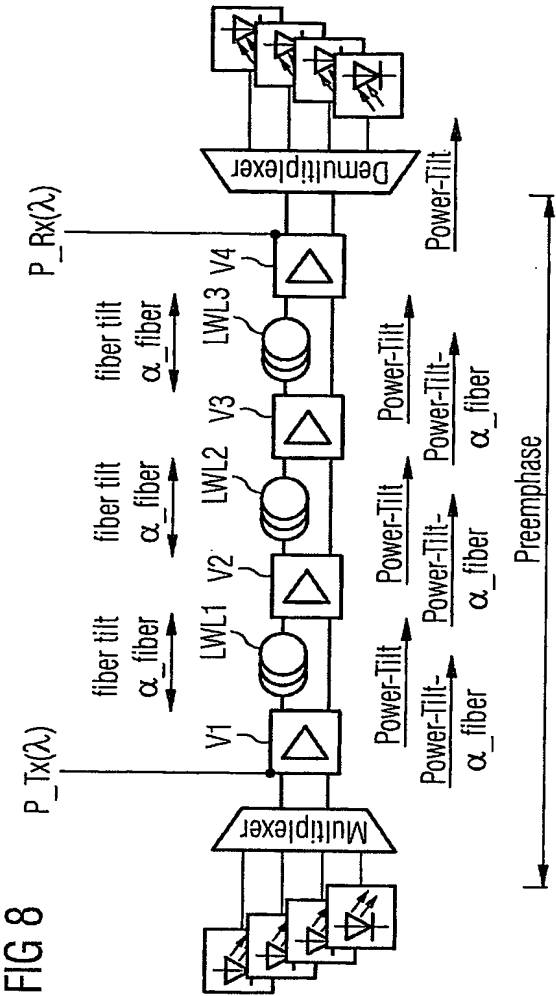 FIG 8
P_Tx(λ)
P_Rx(λ)
fiber tilt
α_fiber
fiber tilt
α_fiber
fiber tilt
α_fiber
V1
LWL1
V2
LWL2
V3
LWL3
V4
Multiplexer
Demultiplexer
Power-Tilt
Power-Tilt
Power-Tilt
Power-Tilt
Power-Tilt-
α_fiber
Power-Tilt-
α_fiber
Power-Tilt-
α_fiber
Preemphase